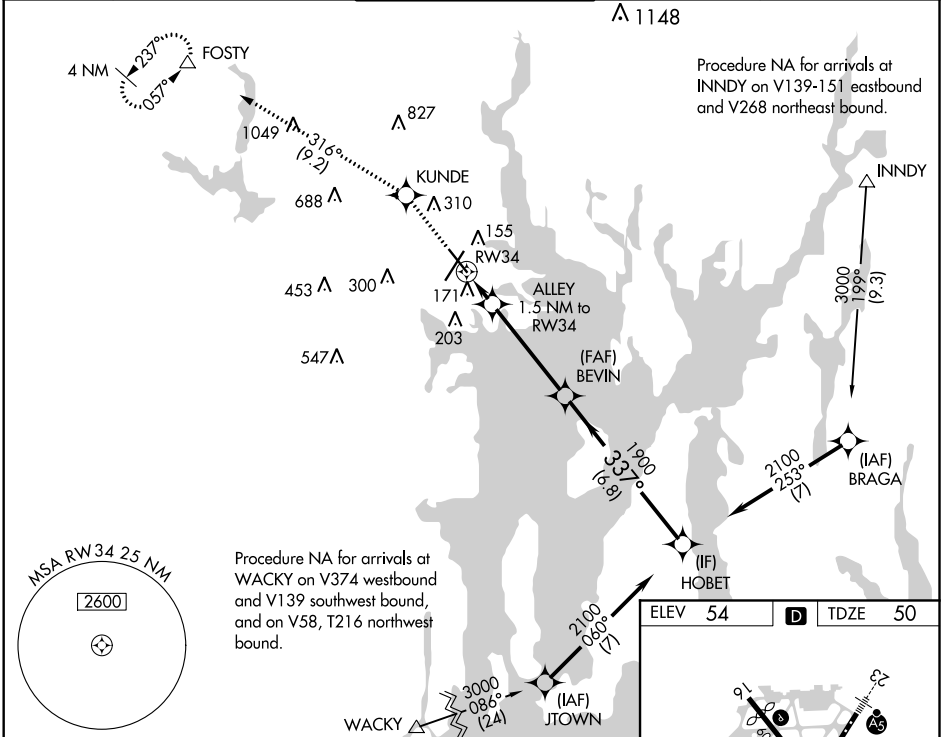 1148
237°
FOSTY
4 NM
057°
Procedure NA for arrivals at
INNDY on V139-151 eastbound
and V268 northeast bound.
1049
316°
(9.2)
827
KUNDE
688
310
INNDY
155
RW34
453
300
171
ALLEY
1.5 NM to
RW34
203
3000
199°
(9.3)
547
(FAF)
BEVIN
1900
337°
(6.8)
2100
253°
(7)
(IAF)
BRAGA
MSA RW34 25 NM
2600
Procedure NA for arrivals at
WACKY on V374 westbound
and V139 southwest bound,
and on V58, T216 northwest
bound.
(IF)
HOBET
2100
060°
(7)
3000
086°
(24)
WACKY
(IAF)
JTOWN
ELEV 54
D
TDZE 50
16
23
P
A5